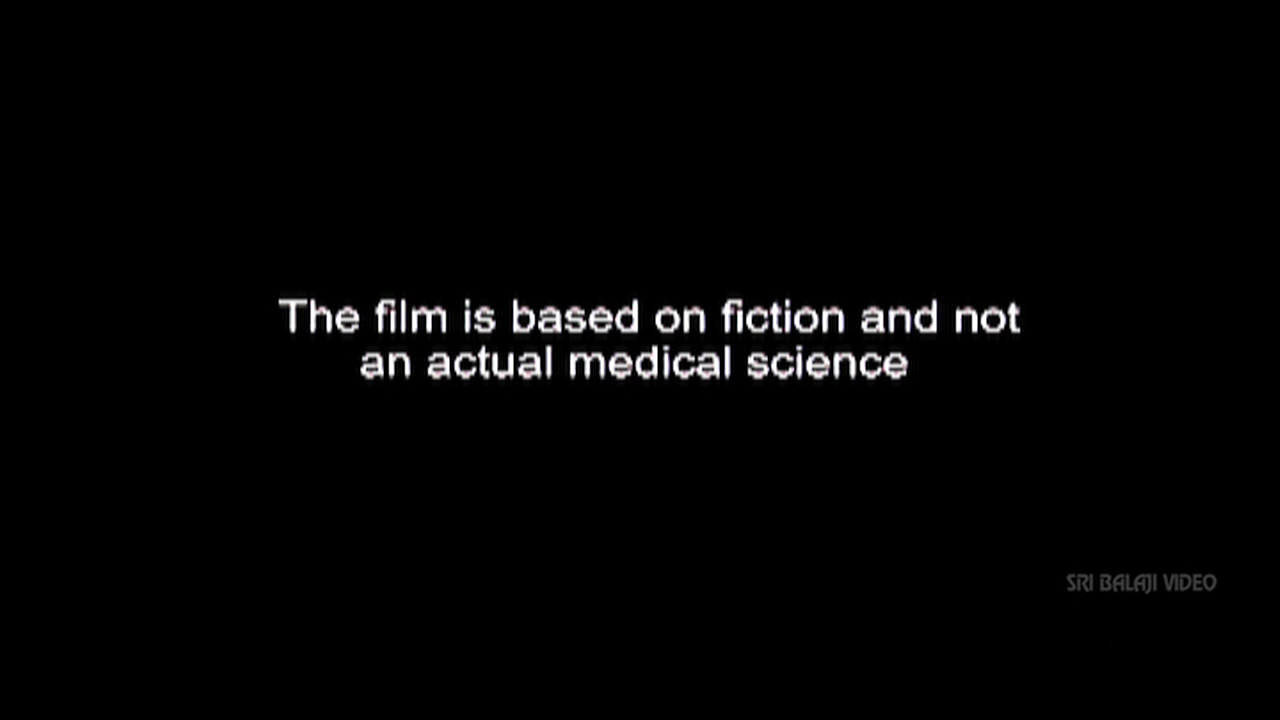 The film is based on fiction and not
an actual medical science
SRI BALAJI VIDEO